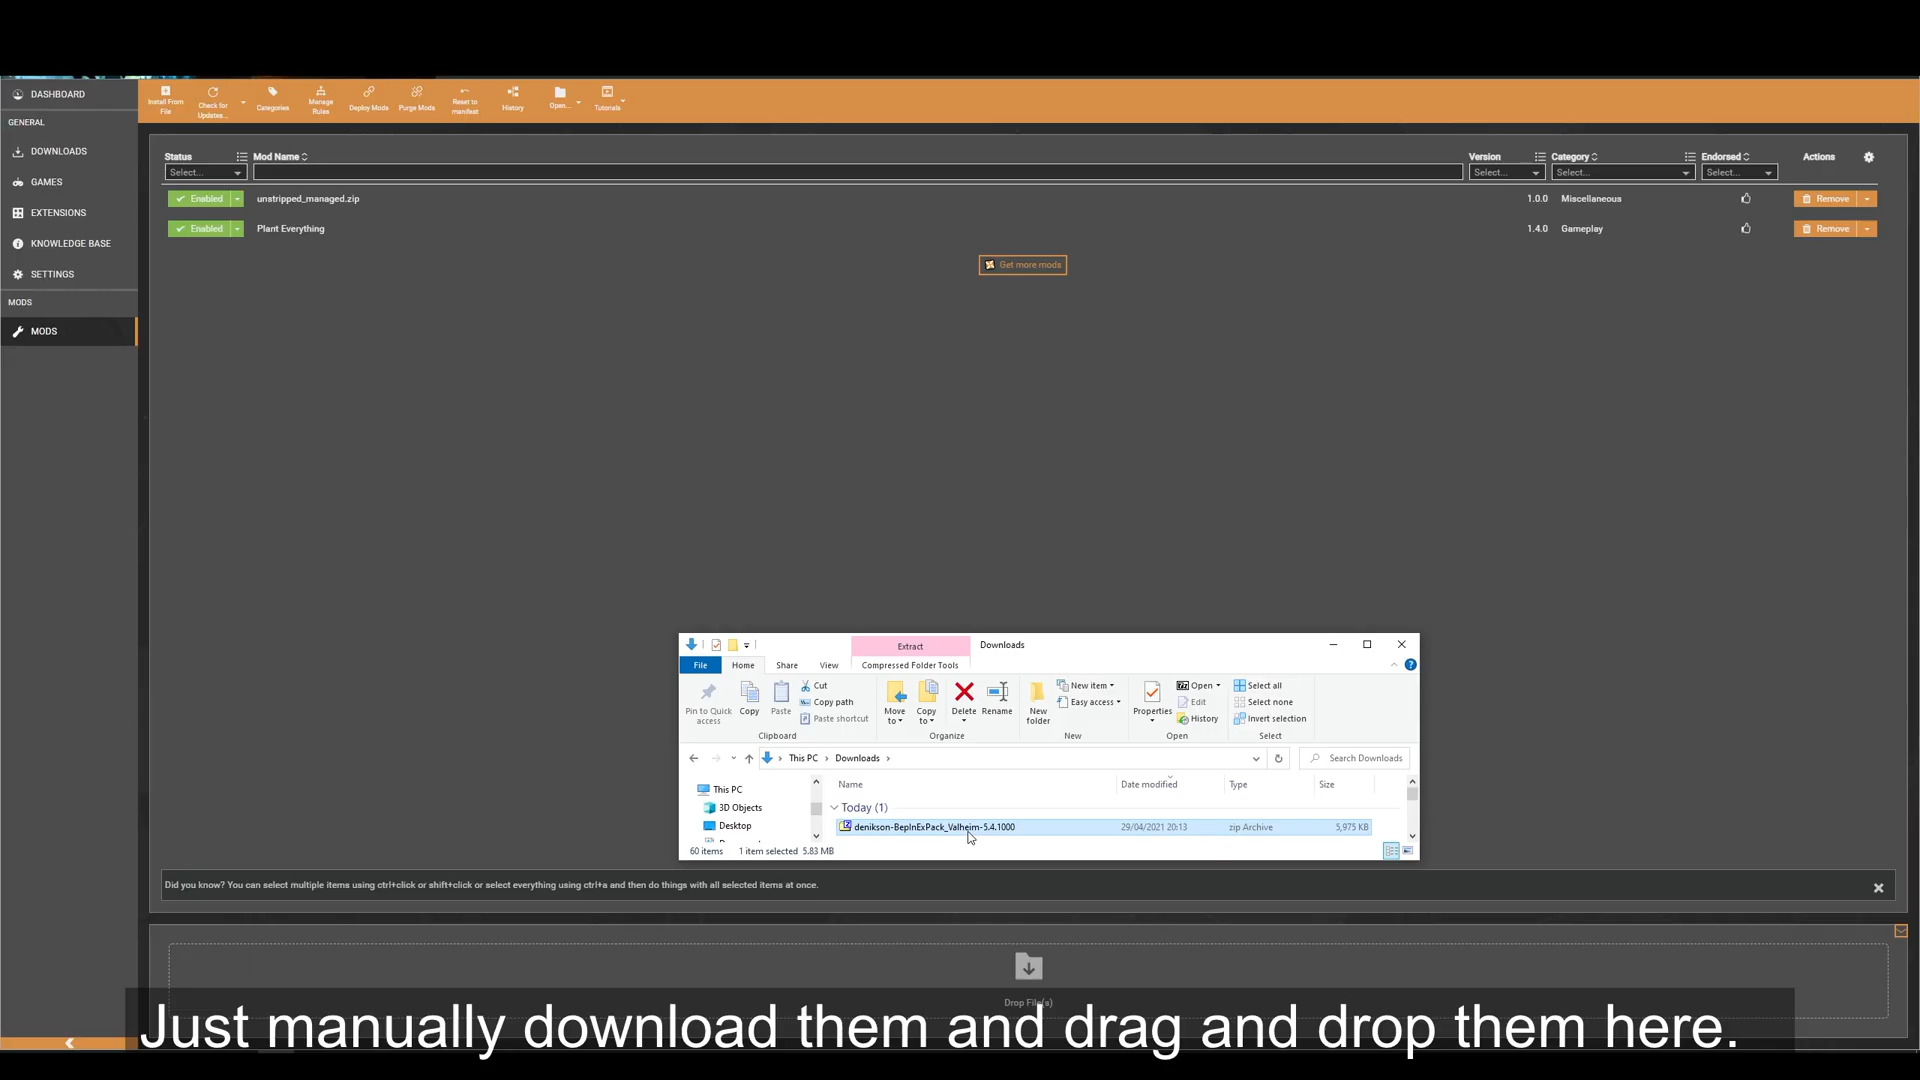 DASHBOARD
GENERAL
DOWNLOADS
GAMES
EXTENSIONS
KNOWLEDGE BASE
SETTINGS
MODS
MODS
Install From File
Check for Updates...
Categories
Manage Rules
Deploy Mods
Purge Mods
Reset to manifest
History
Open...
Tutorials
Status Mod Name Version Category Endorsed Actions
Select... Select... Select... Select...
Enabled unstripped_managed.zip 1.0.0 Miscellaneous Remove
Enabled Plant Everything 1.4.0 Gameplay Remove
Get more mods
Extract Downloads
File Home Share View Compressed Folder Tools
Pin to Quick access
Copy
Paste
Cut
Copy path
Paste shortcut
Clipboard
Move to
Copy to
Delete
Rename
Organize
New folder
New item
Easy access
New
Properties
Open
Edit
History
Open
Select all
Select none
Invert selection
Select
This PC › Downloads › Search Downloads
This PC
3D Objects
Desktop
Name Date modified Type Size
Today (1)
denikson-BepInExPack_Valheim-5.4.1000 29/04/2021 20:13 zip Archive 5,975 KB
60 items 1 item selected 5.83 MB
Did you know? You can select multiple items using ctrl+click or shift+click or select everything using ctrl+a and then do things with all selected items at once.
Drop File(s)
Just manually download them and drag and drop them here.